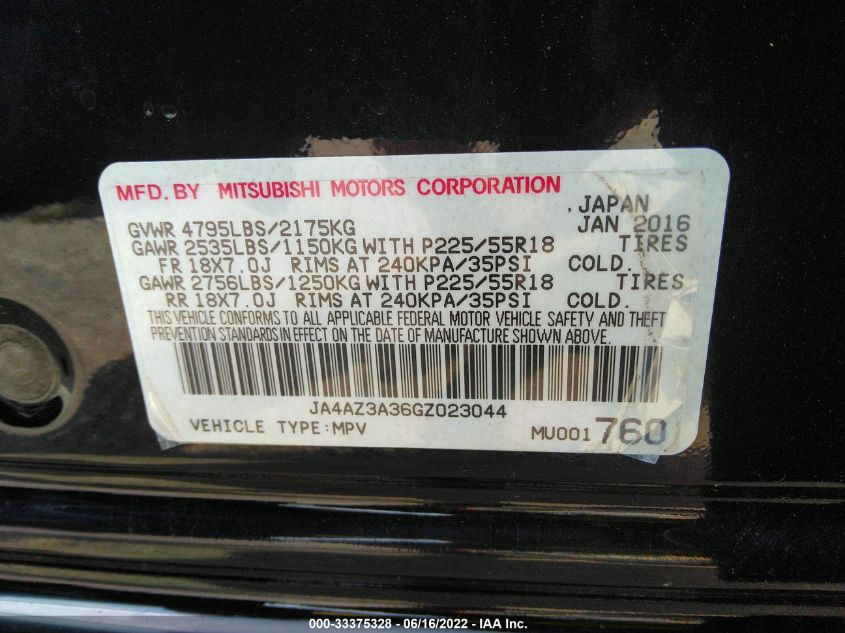 MFD. BY MITSUBISHI MOTORS CORPORATION
, JAPAN
GVWR 4795LBS/2175KG JAN 2016
GAWR 2535LBS/1150KG WITH P225/55R18 TIRES
FR 18X7.0J RIMS AT 240KPA/35PSI COLD.
GAWR 2756LBS/1250KG WITH P225/55R18 TIRES
RR 18X7.0J RIMS AT 240KPA/35PSI COLD.
THIS VEHICLE CONFORMS TO ALL APPLICABLE FEDERAL MOTOR VEHICLE SAFETY AND THEFT
PREVENTION STANDARDS IN EFFECT ON THE DATE OF MANUFACTURE SHOWN ABOVE.
JA4AZ3A36GZ023044
VEHICLE TYPE:MPV MU001760
000-33375328 - 06/16/2022 - IAA Inc.